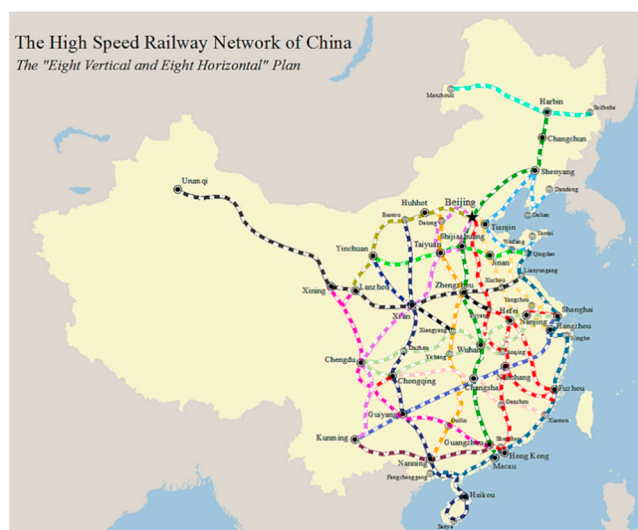 The High Speed Railway Network of China
The "Eight Vertical and Eight Horizontal" Plan
Manzhouli
Harbin
Suifenhe
Changchun
Shenyang
Urumqi
Dandong
Huhhot
Beijing
Baotou
Datong
Dalian
Tianjin
Yantai
Shijiazhuang
Yinchuan
Taiyuan
Weifang
Qingdao
Jinan
Lianyungang
Xining
Lanzhou
Zhengzhou
Xuzhou
Xi'an
Yangzhou
Hefei
Shanghai
Xiangyang
Nanjing
Hangzhou
Ningbo
Dazhou
Wuhan
Chengdu
Yichang
Anqing
Nanchang
Chongqing
Changsha
Fuzhou
Ganzhou
Guiyang
Xiamen
Guilin
Kunming
Guangzhou
Shenzhen
Nanning
Hong Kong
Macau
Fangchenggang
Haikou
Sanya